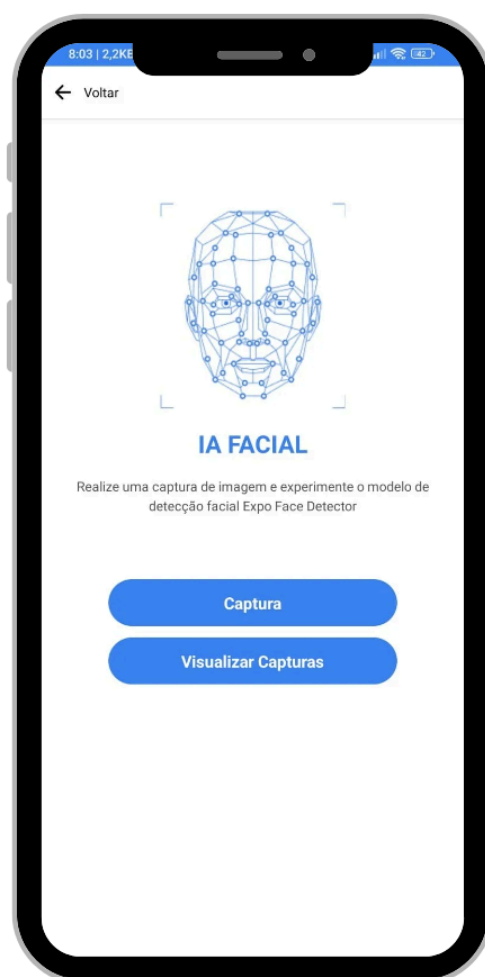 8:03 | 2,2KB
42
Voltar
IA FACIAL
Realize uma captura de imagem e experimente o modelo de
detecção facial Expo Face Detector
Captura
Visualizar Capturas